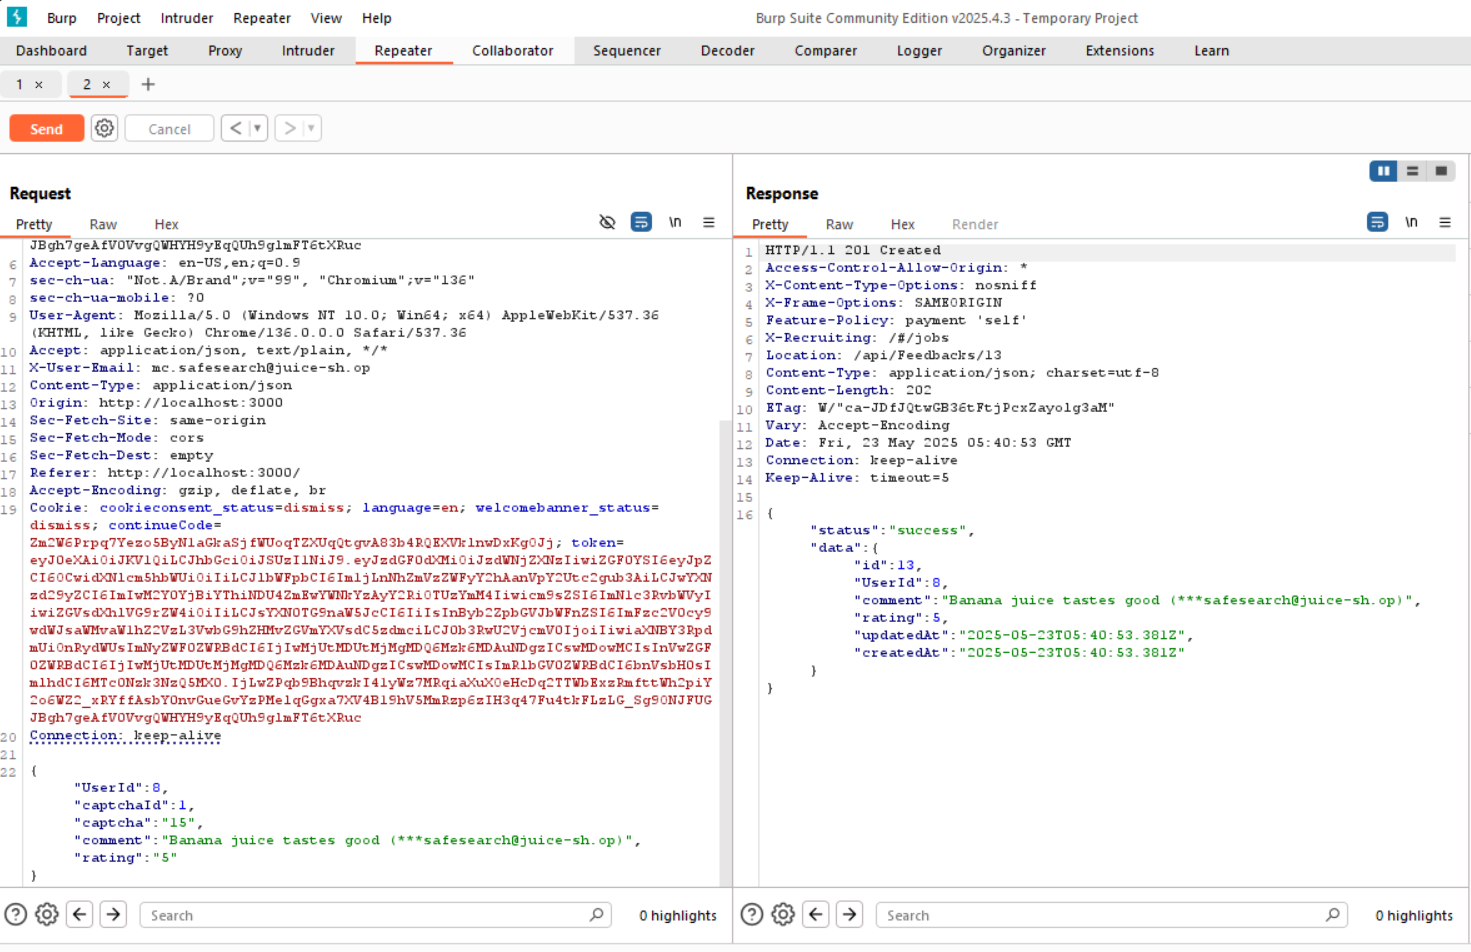 Burp Project Intruder Repeater View Help
Burp Suite Community Edition v2025.4.3 - Temporary Project
Dashboard Target Proxy Intruder Repeater Collaborator Sequencer Decoder Comparer Logger Organizer Extensions Learn
1 × 2 × +
Send Cancel < >
Request
Pretty Raw Hex \n
JBgh7geAfV0VvgQWHYH9yEqQUh9glmFT6tXRuc
6 Accept-Language: en-US,en;q=0.9
7 sec-ch-ua: "Not.A/Brand";v="99", "Chromium";v="136"
8 sec-ch-ua-mobile: ?0
9 User-Agent: Mozilla/5.0 (Windows NT 10.0; Win64; x64) AppleWebKit/537.36
(KHTML, like Gecko) Chrome/136.0.0.0 Safari/537.36
10 Accept: application/json, text/plain, */*
11 X-User-Email: mc.safesearch@juice-sh.op
12 Content-Type: application/json
13 Origin: http://localhost:3000
14 Sec-Fetch-Site: same-origin
15 Sec-Fetch-Mode: cors
16 Sec-Fetch-Dest: empty
17 Referer: http://localhost:3000/
18 Accept-Encoding: gzip, deflate, br
19 Cookie: cookieconsent_status=dismiss; language=en; welcomebanner_status=
dismiss; continueCode=
token=
20 Connection: keep-alive
21
22 {
"UserId":8,
"captchaId":1,
"captcha":"15",
"comment":"Banana juice tastes good (***safesearch@juice-sh.op)",
"rating":"5"
}
Search 0 highlights
Response
Pretty Raw Hex Render \n
1 HTTP/1.1 201 Created
2 Access-Control-Allow-Origin: *
3 X-Content-Type-Options: nosniff
4 X-Frame-Options: SAMEORIGIN
5 Feature-Policy: payment 'self'
6 X-Recruiting: /#/jobs
7 Location: /api/Feedbacks/13
8 Content-Type: application/json; charset=utf-8
9 Content-Length: 202
10 ETag: W/"ca-JDfJQtwGB36tFtjPcxZayolg3aM"
11 Vary: Accept-Encoding
12 Date: Fri, 23 May 2025 05:40:53 GMT
13 Connection: keep-alive
14 Keep-Alive: timeout=5
15
16 {
"status":"success",
"data":{
"id":13,
"UserId":8,
"comment":"Banana juice tastes good (***safesearch@juice-sh.op)",
"rating":5,
"updatedAt":"2025-05-23T05:40:53.381Z",
"createdAt":"2025-05-23T05:40:53.381Z"
}
}
Search 0 highlights